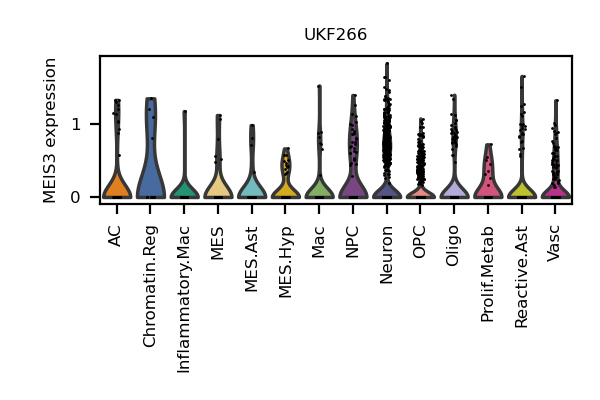 UKF266
MEIS3 expression
1
0
AC
Chromatin.Reg
Inflammatory.Mac
MES
MES.Ast
MES.Hyp
Mac
NPC
Neuron
OPC
Oligo
Prolif.Metab
Reactive.Ast
Vasc